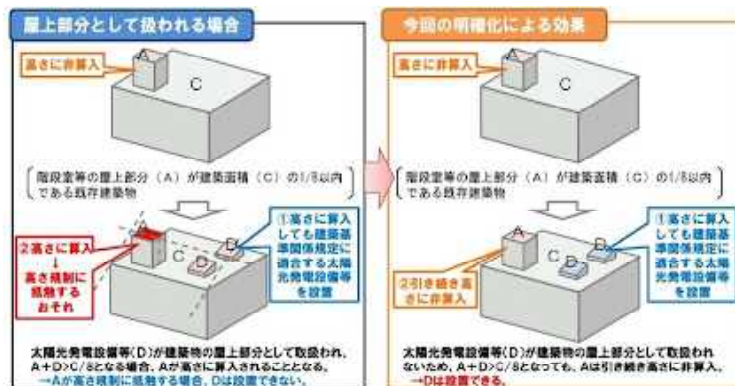 屋上部分として扱われる場合
高さに非算入
A
C
階段室等の屋上部分(A)が建築面積(C)の1/8以内
である既存建築物
②高さに算入
↓
高さ規制に
抵触する
おそれ
A
C
D
D
①高さに算入
しても建築基
準関係規定に
適合する太陽
光発電設備等
を設置
太陽光発電設備等(D)が建築物の屋上部分として取扱われ、
A+D>C/8となる場合、Aが高さに算入されることとなる。
→Aが高さ規制に抵触する場合、Dは設置できない。
今回の明確化による効果
高さに非算入
A
C
階段室等の屋上部分(A)が建築面積(C)の1/8以内
である既存建築物
②引き続き高
さに非算入
A
C
D
D
①高さに算入
しても建築基
準関係規定に
適合する太陽
光発電設備等
を設置
太陽光発電設備等(D)が建築物の屋上部分として取扱われ
ないため、A+D>C/8となっても、Aは引き続き高さに非算入。
→Dは設置できる。